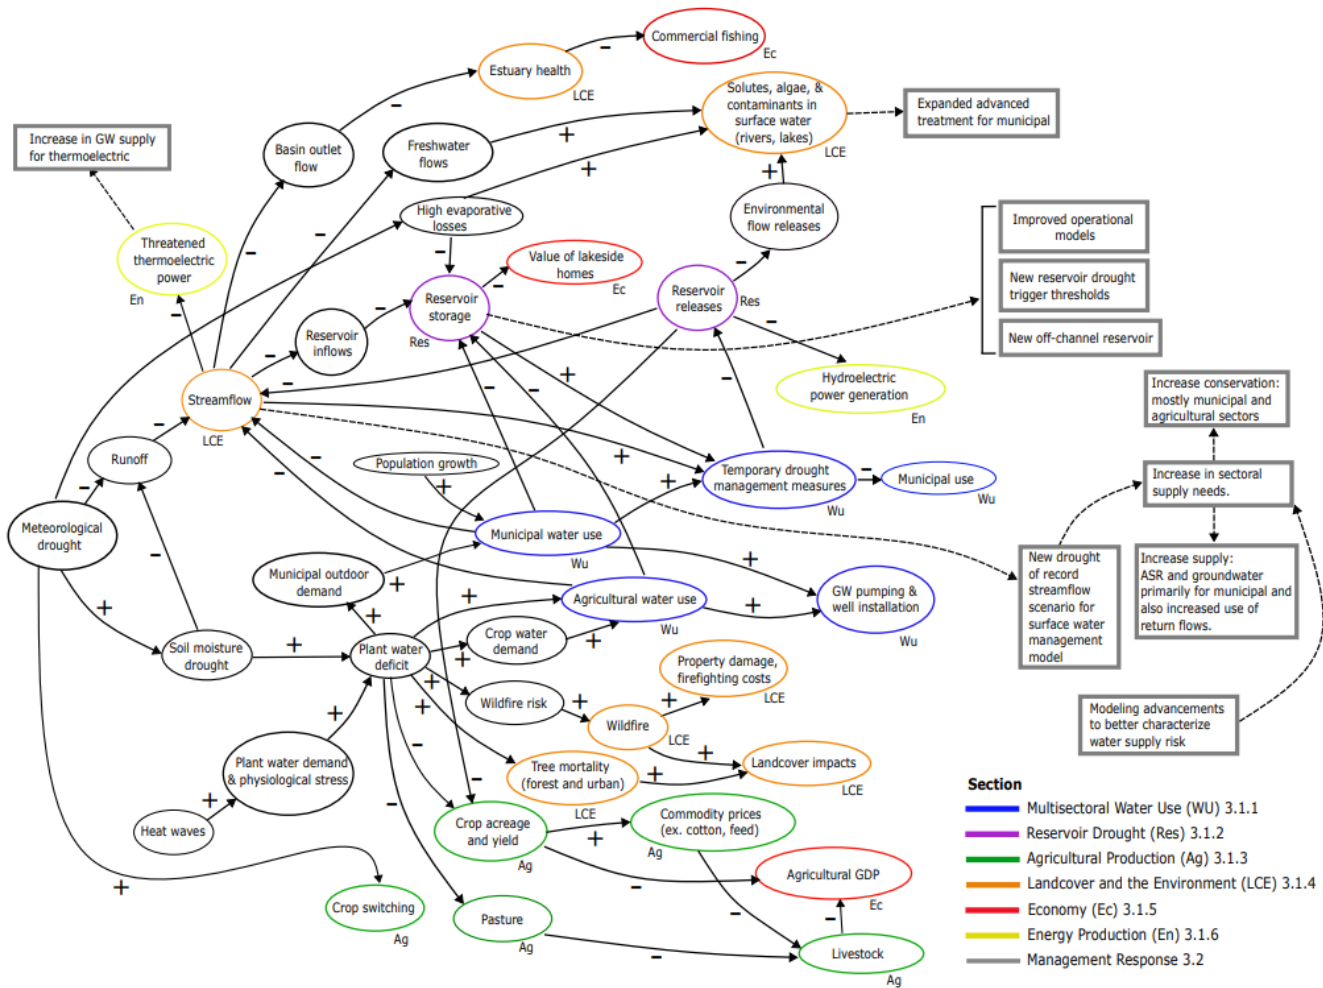 Commercial fishing
Ec
Estuary health
LCE
Solutes, algae, &
contaminants in
surface water
(rivers, lakes)
LCE
Expanded advanced
treatment for municipal
Increase in GW supply
for thermoelectric
Basin outlet
flow
Freshwater
flows
High evaporative
losses
Environmental
flow releases
Improved operational
models
New reservoir drought
trigger thresholds
New off-channel reservoir
Threatened
thermoelectric
power
En
Value of lakeside
homes
Ec
Reservoir
storage
Res
Reservoir
releases
Res
Reservoir
inflows
Hydroelectric
power generation
En
Streamflow
LCE
Increase conservation:
mostly municipal and
agricultural sectors
Runoff
Population growth
Temporary drought
management measures
Wu
Municipal use
Wu
Increase in sectoral
supply needs.
Meteorological
drought
Municipal water use
Wu
New drought
of record
streamflow
scenario for
surface water
management
model
Increase supply:
ASR and groundwater
primarily for municipal and
also increased use of
return flows.
Municipal outdoor
demand
Agricultural water use
Wu
GW pumping &
well installation
Wu
Soil moisture
drought
Plant water
deficit
Crop water
demand
Property damage,
firefighting costs
LCE
Wildfire risk
Wildfire
LCE
Modeling advancements
to better characterize
water supply risk
Plant water demand
& physiological stress
Tree mortality
(forest and urban)
LCE
Landcover impacts
LCE
Heat waves
Crop acreage
and yield
Ag
Commodity prices
(ex. cotton, feed)
Ag
Agricultural GDP
Ec
Crop switching
Ag
Pasture
Ag
Livestock
Ag
Section
Multisectoral Water Use (WU) 3.1.1
Reservoir Drought (Res) 3.1.2
Agricultural Production (Ag) 3.1.3
Landcover and the Environment (LCE) 3.1.4
Economy (Ec) 3.1.5
Energy Production (En) 3.1.6
Management Response 3.2